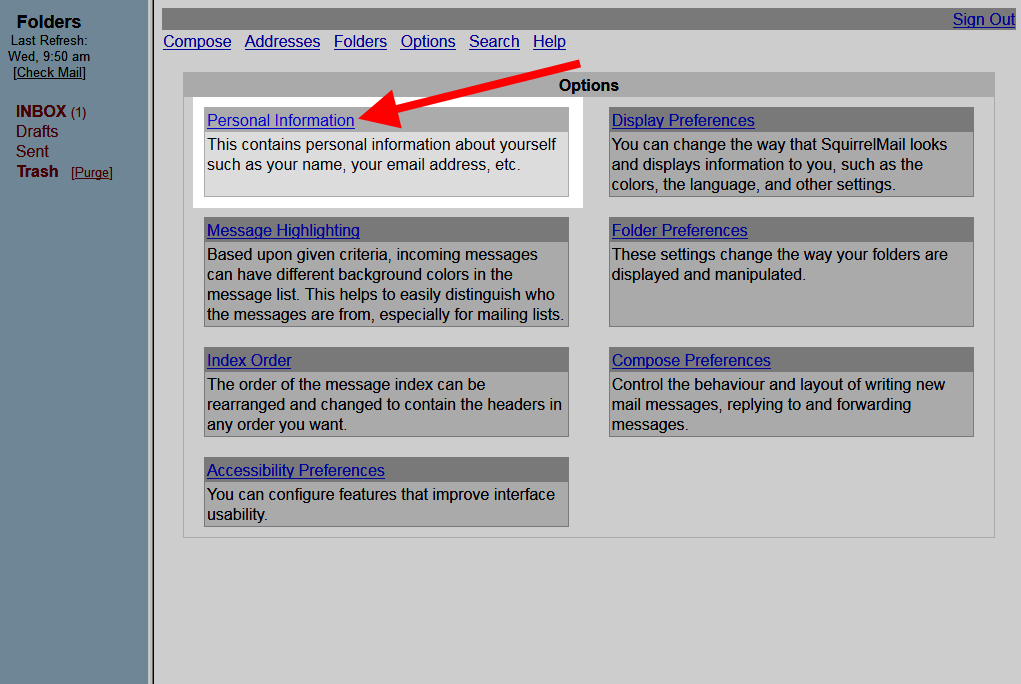 Folders
Last Refresh:
Wed, 9:50 am
[Check Mail]
INBOX (1)
Drafts
Sent
Trash [Purge]
Sign Out
Compose Addresses Folders Options Search Help
Options
Personal Information
This contains personal information about yourself
such as your name, your email address, etc.
Display Preferences
You can change the way that SquirrelMail looks
and displays information to you, such as the
colors, the language, and other settings.
Message Highlighting
Based upon given criteria, incoming messages
can have different background colors in the
message list. This helps to easily distinguish who
the messages are from, especially for mailing lists.
Folder Preferences
These settings change the way your folders are
displayed and manipulated.
Index Order
The order of the message index can be
rearranged and changed to contain the headers in
any order you want.
Compose Preferences
Control the behaviour and layout of writing new
mail messages, replying to and forwarding
messages.
Accessibility Preferences
You can configure features that improve interface
usability.